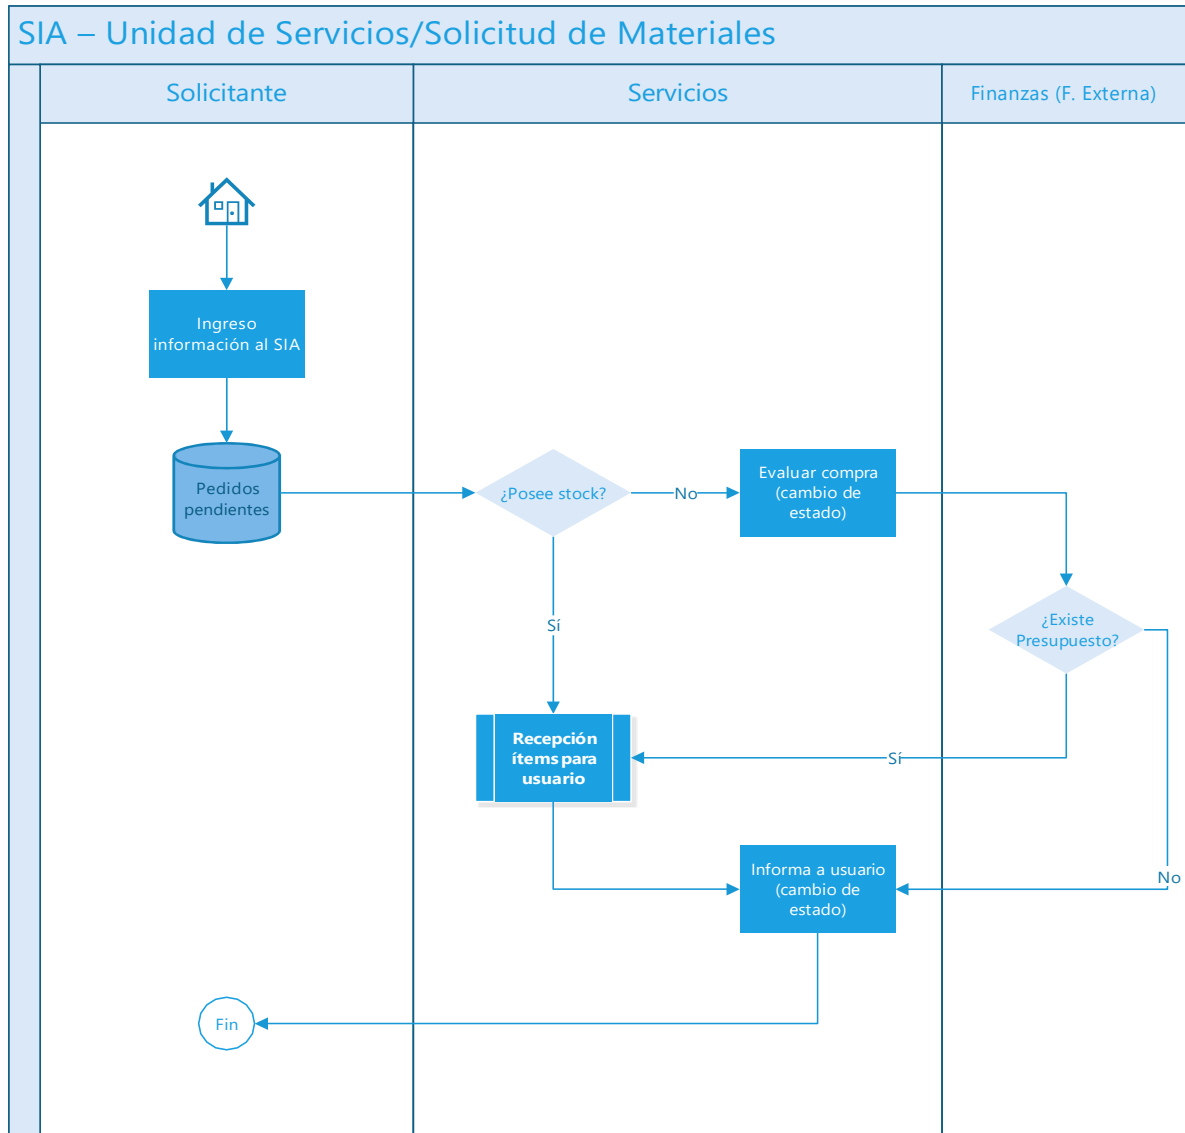 SIA – Unidad de Servicios/Solicitud de Materiales
Solicitante
Servicios
Finanzas (F. Externa)
Ingreso
información al SIA
Pedidos
pendientes
¿Posee stock?
No
Evaluar compra
(cambio de
estado)
Sí
¿Existe
Presupuesto?
Recepción
ítems para
usuario
Sí
Informa a usuario
(cambio de
estado)
No
Fin